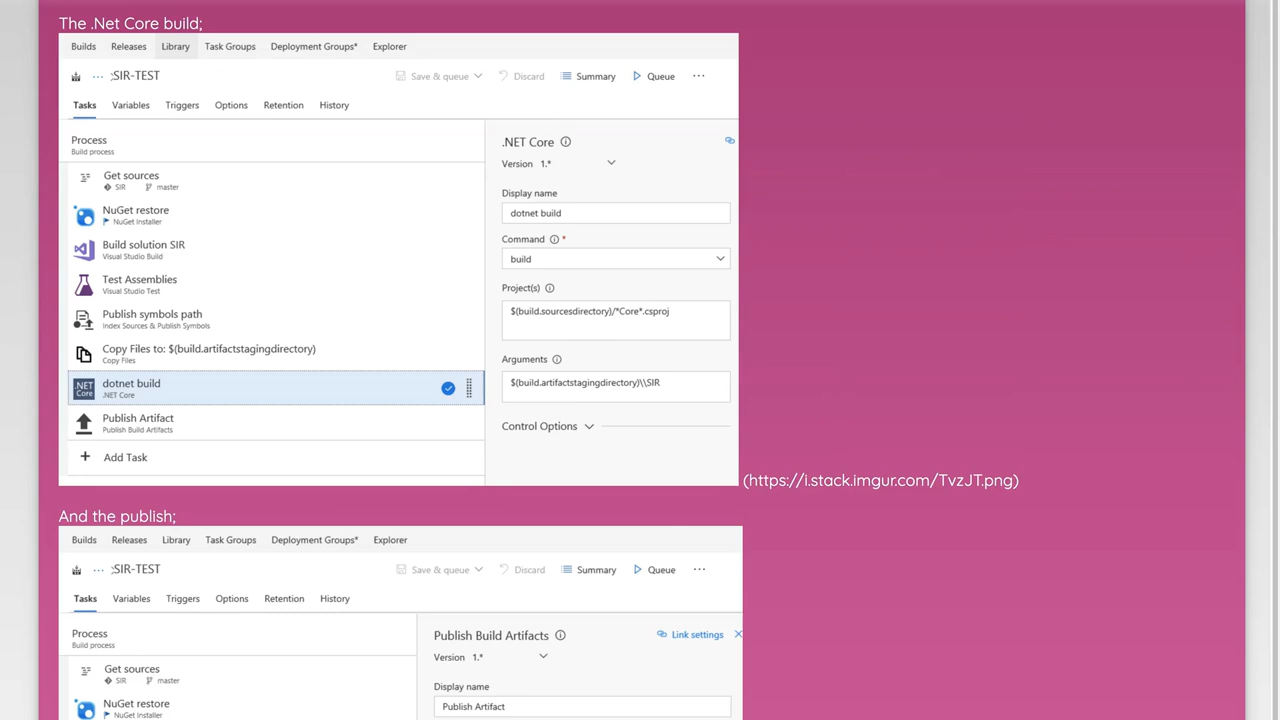 The .Net Core build;
Builds Releases Library Task Groups Deployment Groups* Explorer
... ;SIR-TEST Save & queue Discard Summary Queue ...
Tasks Variables Triggers Options Retention History
Process
Build process
Get sources
SIR master
NuGet restore
NuGet Installer
Build solution SIR
Visual Studio Build
Test Assemblies
Visual Studio Test
Publish symbols path
Index Sources & Publish Symbols
Copy Files to: $(build.artifactstagingdirectory)
Copy Files
.NET Core
dotnet build
.NET Core
Publish Artifact
Publish Build Artifacts
+ Add Task
.NET Core
Version 1.*
Display name
dotnet build
Command *
build
Project(s)
$(build.sourcesdirectory)/*Core*.csproj
Arguments
$(build.artifactstagingdirectory)\\SIR
Control Options
(https://i.stack.imgur.com/TvzJT.png)
And the publish;
Builds Releases Library Task Groups Deployment Groups* Explorer
... ;SIR-TEST Save & queue Discard Summary Queue ...
Tasks Variables Triggers Options Retention History
Process
Build process
Get sources
SIR master
NuGet restore
NuGet Installer
Publish Build Artifacts Link settings
Version 1.*
Display name
Publish Artifact